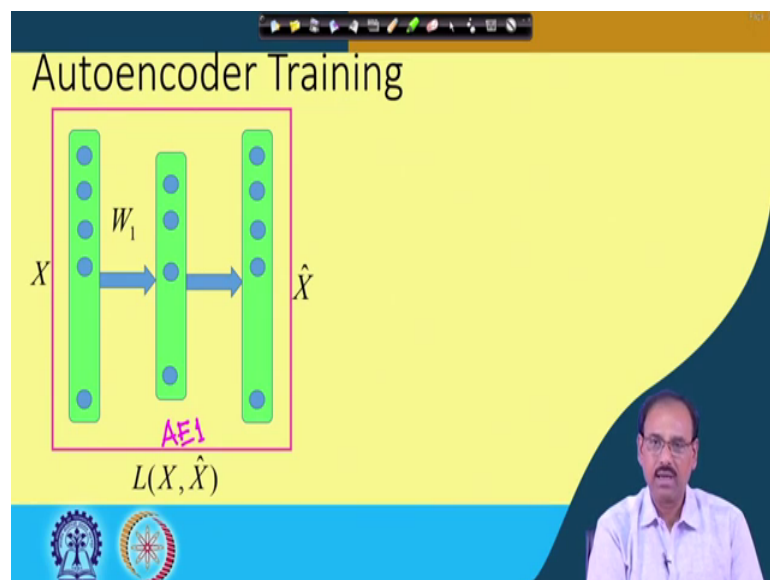 Autoencoder Training
W₁
X
X̂
AE1
L(X, X̂)